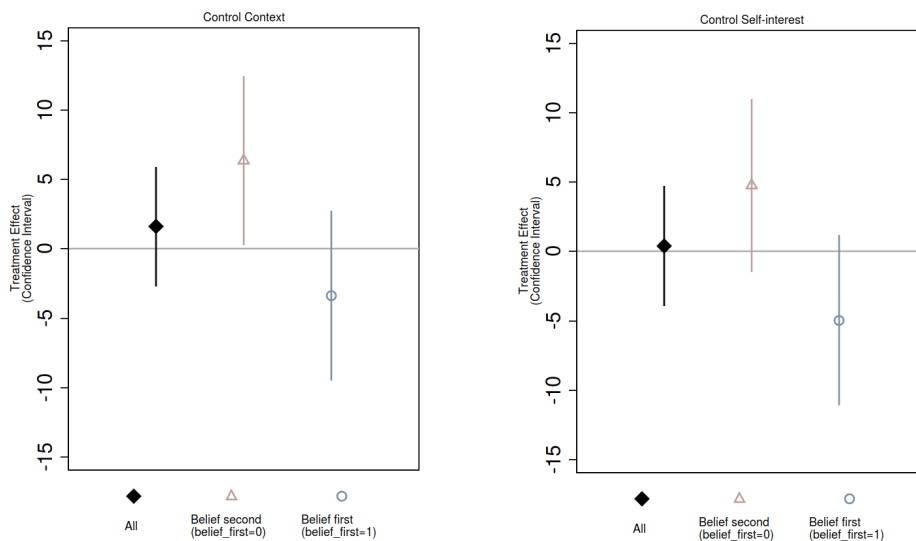 Control Context
Treatment Effect
(Confidence Interval)
15
10
5
0
-5
-10
-15
All
Belief second
(belief_first=0)
Belief first
(belief_first=1)
Control Self-interest
Treatment Effect
(Confidence Interval)
15
10
5
0
-5
-10
-15
All
Belief second
(belief_first=0)
Belief first
(belief_first=1)